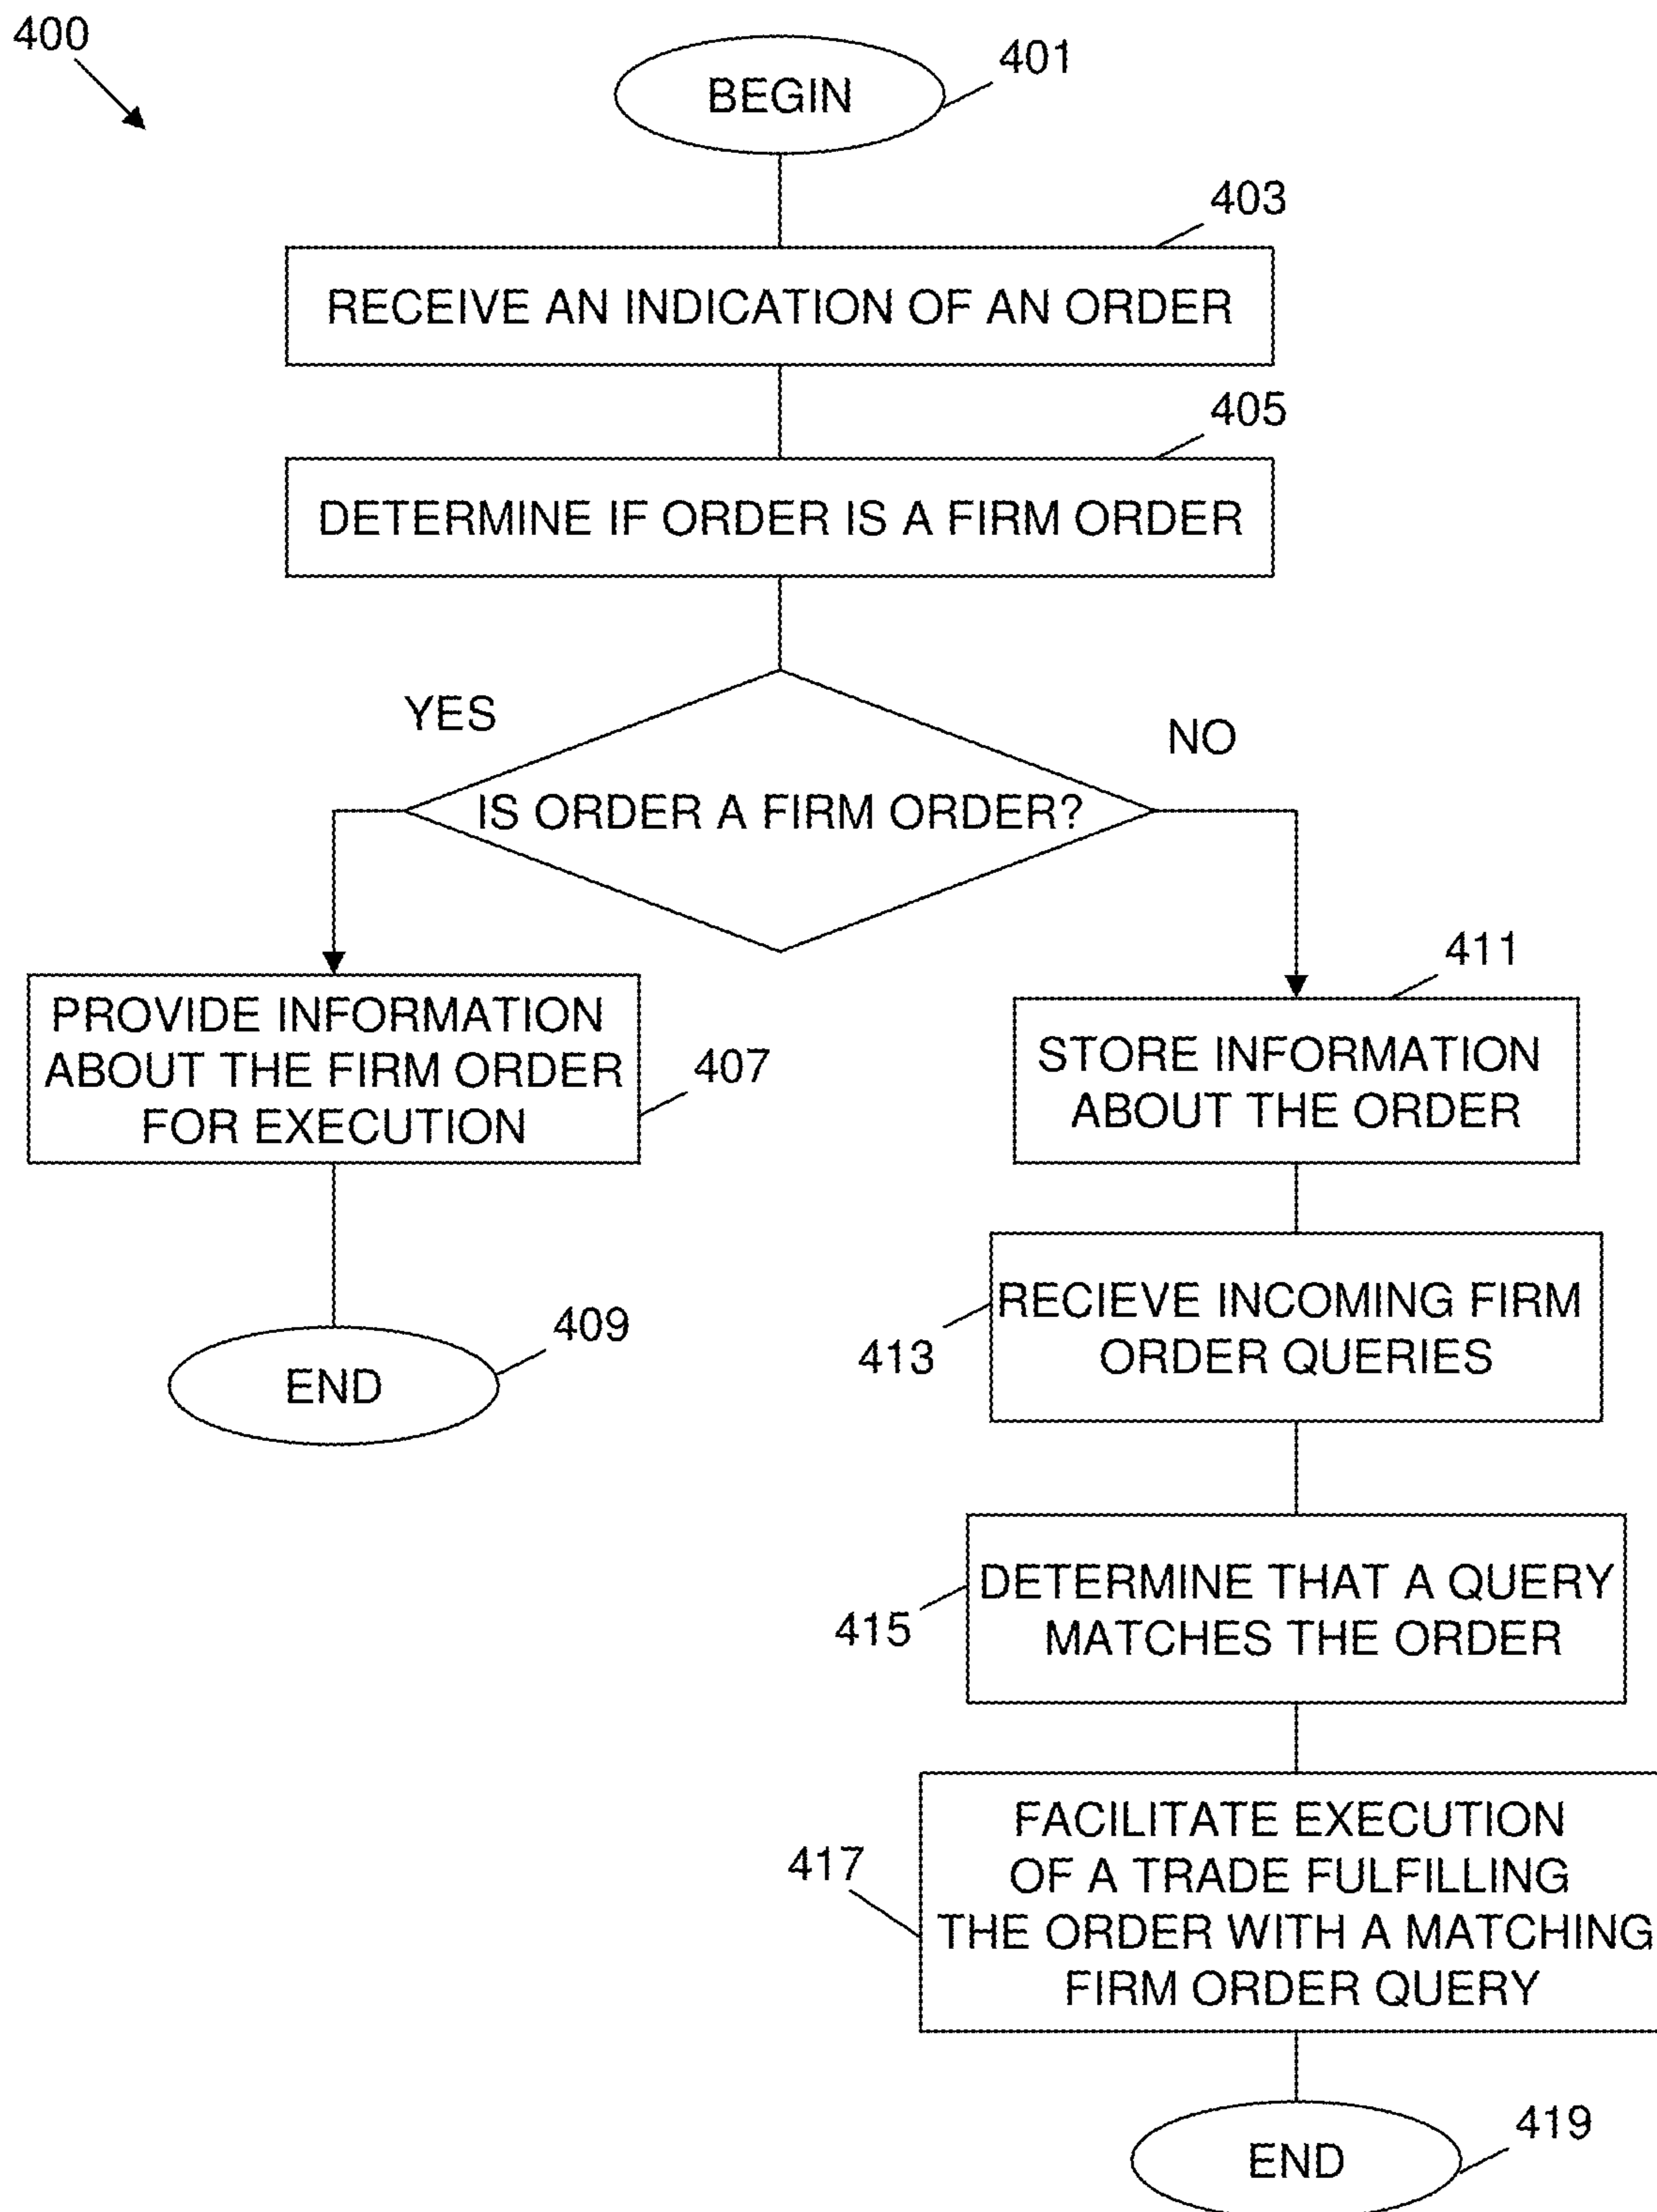 400
BEGIN
401
403
RECEIVE AN INDICATION OF AN ORDER
405
DETERMINE IF ORDER IS A FIRM ORDER
YES
NO
IS ORDER A FIRM ORDER?
PROVIDE INFORMATION
ABOUT THE FIRM ORDER
FOR EXECUTION
407
END
409
411
STORE INFORMATION
ABOUT THE ORDER
RECIEVE INCOMING FIRM
ORDER QUERIES
413
DETERMINE THAT A QUERY
MATCHES THE ORDER
415
FACILITATE EXECUTION
OF A TRADE FULFILLING
THE ORDER WITH A MATCHING
FIRM ORDER QUERY
417
END
419